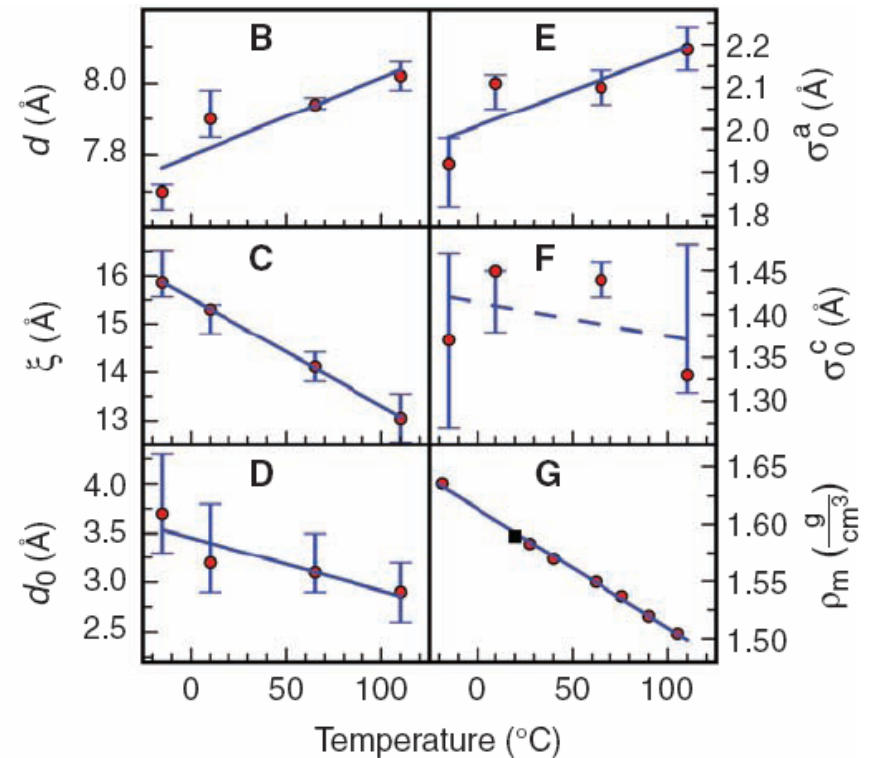 B
E
d (Å)
8.0
7.8
2.2
2.1
2.0
1.9
1.8
σ₀ᵃ (Å)
C
F
ξ (Å)
16
15
14
13
1.45
1.40
1.35
1.30
σ₀ᶜ (Å)
D
G
d₀ (Å)
4.0
3.5
3.0
2.5
1.65
1.60
1.55
1.50
ρₘ (g/cm³)
0 50 100 0 50 100
Temperature (°C)